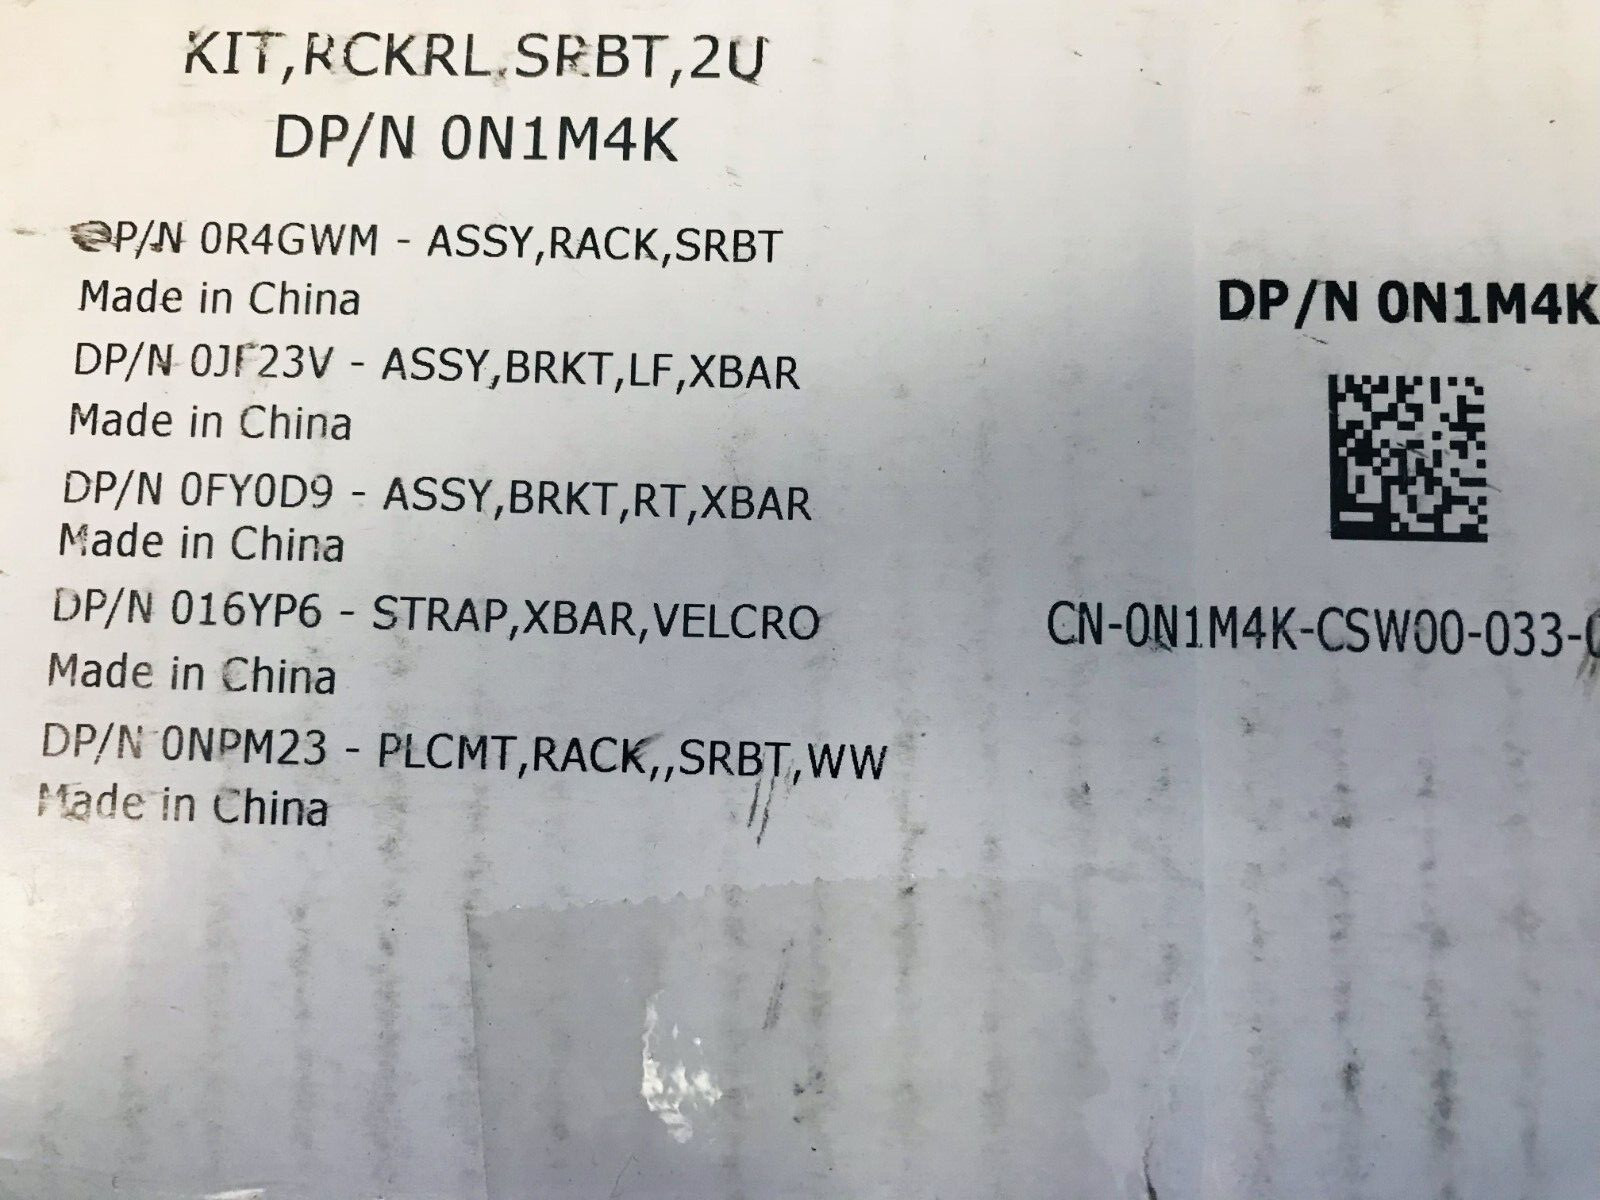 KIT,RCKRL,SRBT,2U
DP/N 0N1M4K
DP/N 0R4GWM - ASSY,RACK,SRBT
Made in China
DP/N 0JF23V - ASSY,BRKT,LF,XBAR
Made in China
DP/N 0FY0D9 - ASSY,BRKT,RT,XBAR
Made in China
DP/N 016YP6 - STRAP,XBAR,VELCRO
Made in China
DP/N 0NPM23 - PLCMT,RACK,,SRBT,WW
Made in China
DP/N 0N1M4K
CN-0N1M4K-CSW00-033-